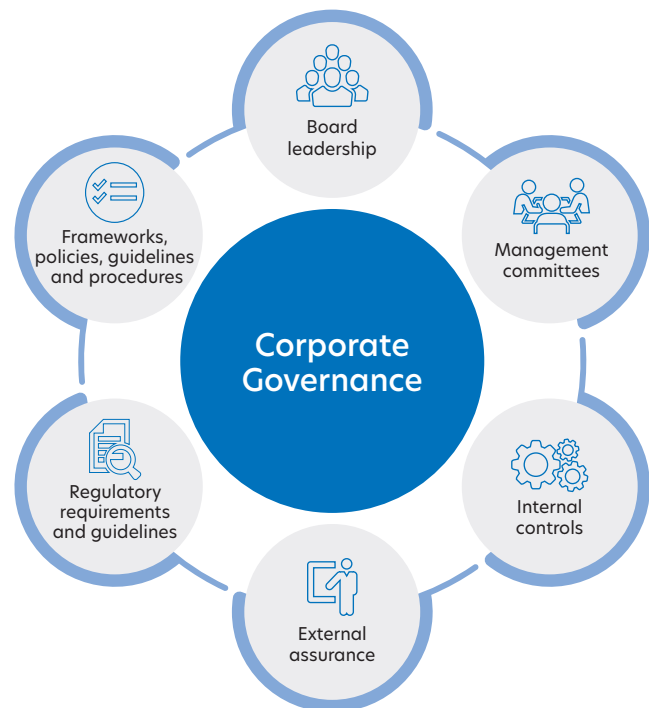 Board
leadership
Management
committees
Internal
controls
External
assurance
Regulatory
requirements
and guidelines
Frameworks,
policies, guidelines
and procedures
Corporate
Governance